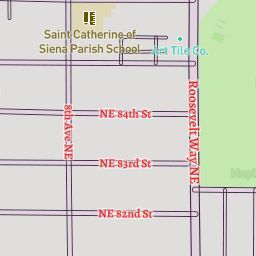 Saint Catherine of
Siena Parish School
Art Tile Co.
8th Ave NE
NE 84th St
Roosevelt Way NE
NE 83rd St
NE 82nd St